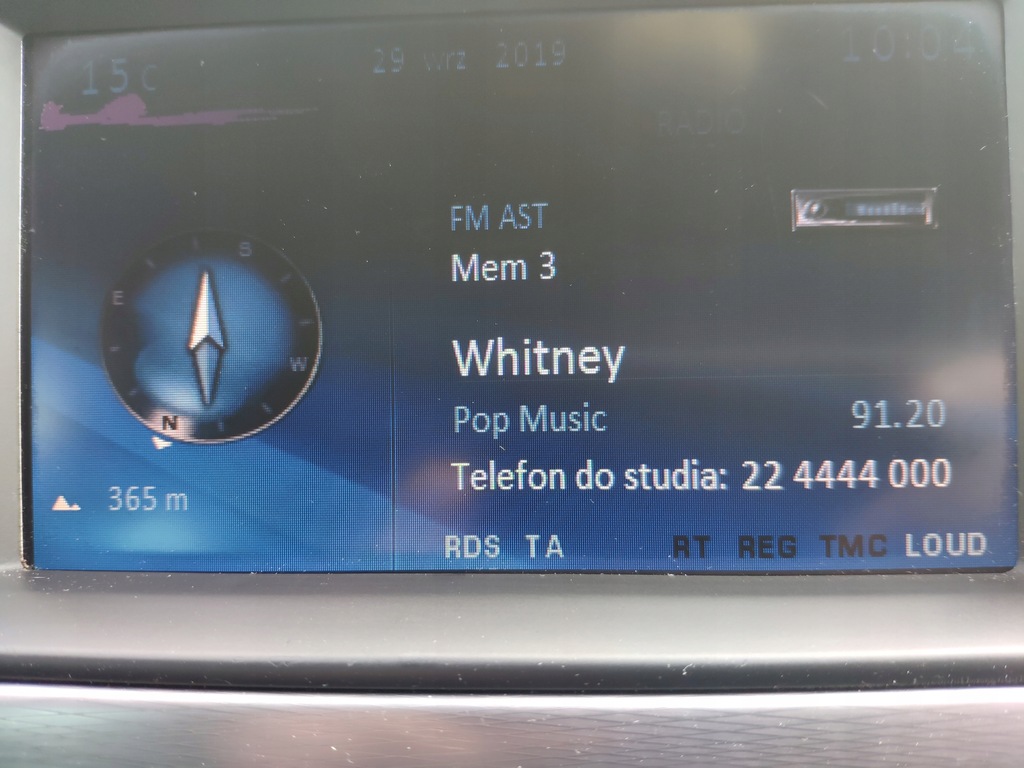 15 C
29 wrz 2019
10:04
RADIO
FM AST
Mem 3
S
E
W
N
Whitney
Pop Music
91.20
Telefon do studia: 22 4444 000
365 m
RDS TA RT REG TMC LOUD